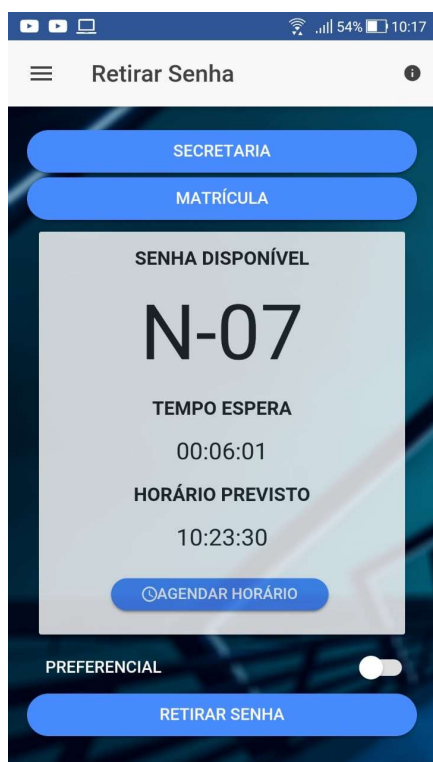 54% 10:17
Retirar Senha
SECRETARIA
MATRÍCULA
SENHA DISPONÍVEL
N-07
TEMPO ESPERA
00:06:01
HORÁRIO PREVISTO
10:23:30
AGENDAR HORÁRIO
PREFERENCIAL
RETIRAR SENHA